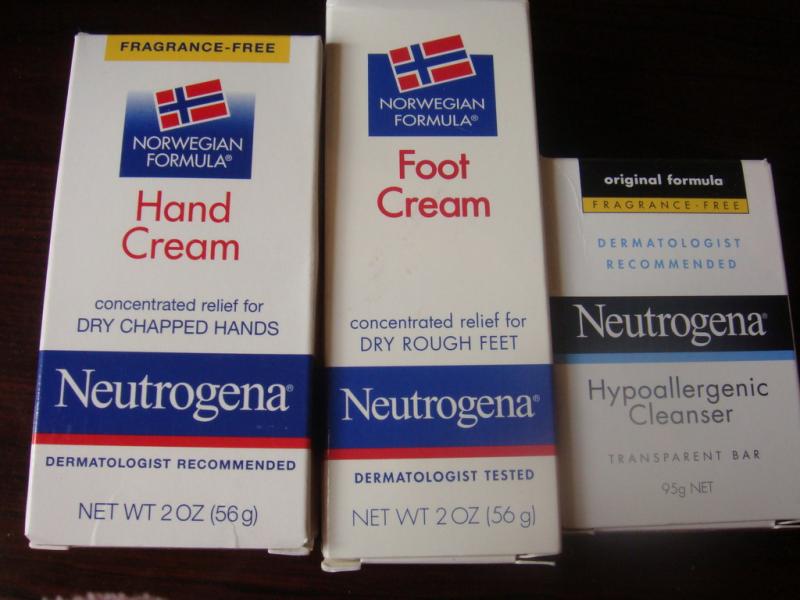 FRAGRANCE-FREE
NORWEGIAN
FORMULA®
Hand
Cream
concentrated relief for
DRY CHAPPED HANDS
Neutrogena®
DERMATOLOGIST RECOMMENDED
NET WT 2 OZ (56 g)
NORWEGIAN
FORMULA®
Foot
Cream
concentrated relief for
DRY ROUGH FEET
Neutrogena®
DERMATOLOGIST TESTED
NET WT 2 OZ (56 g)
original formula
FRAGRANCE-FREE
DERMATOLOGIST
RECOMMENDED
Neutrogena®
Hypoallergenic
Cleanser
TRANSPARENT BAR
95g NET